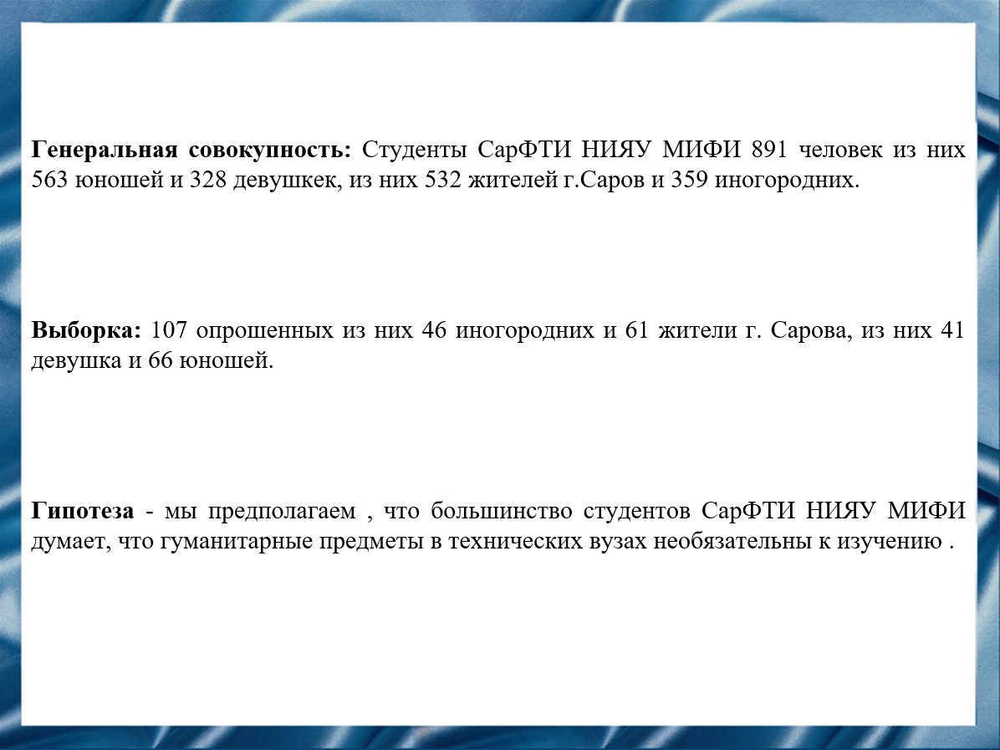 Генеральная совокупность: Студенты СарФТИ НИЯУ МИФИ 891 человек из них
563 юношей и 328 девушкек, из них 532 жителей г.Саров и 359 иногородних.
Выборка: 107 опрошенных из них 46 иногородних и 61 жители г. Сарова, из них 41
девушка и 66 юношей.
Гипотеза - мы предполагаем , что большинство студентов СарФТИ НИЯУ МИФИ
думает, что гуманитарные предметы в технических вузах необязательны к изучению .